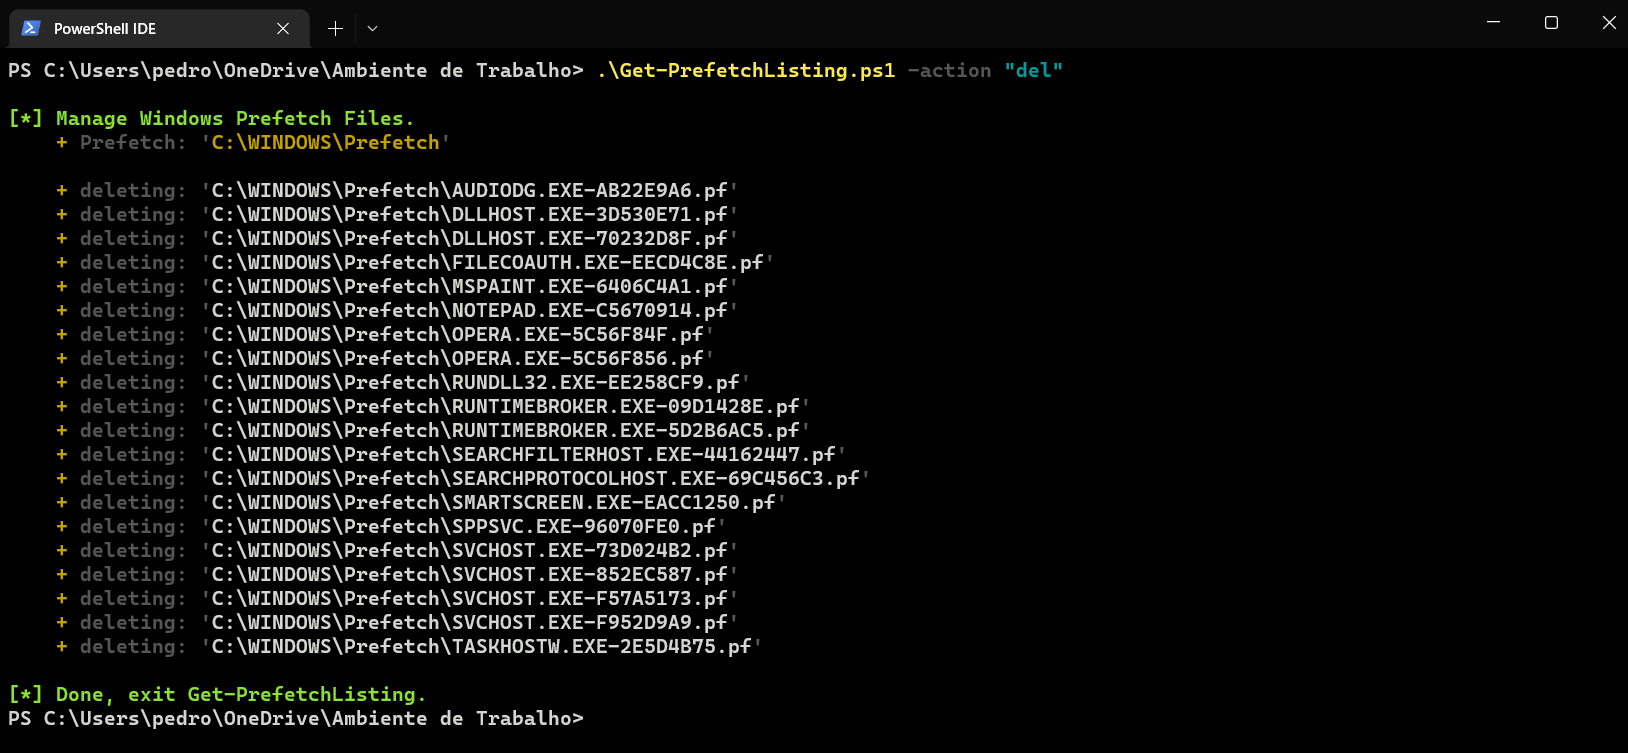 PowerShell IDE
PS C:\Users\pedro\OneDrive\Ambiente de Trabalho> .\Get-PrefetchListing.ps1 -action "del"
[*] Manage Windows Prefetch Files.
+ Prefetch: 'C:\WINDOWS\Prefetch'
+ deleting: 'C:\WINDOWS\Prefetch\AUDIODG.EXE-AB22E9A6.pf'
+ deleting: 'C:\WINDOWS\Prefetch\DLLHOST.EXE-3D530E71.pf'
+ deleting: 'C:\WINDOWS\Prefetch\DLLHOST.EXE-70232D8F.pf'
+ deleting: 'C:\WINDOWS\Prefetch\FILECOAUTH.EXE-EECD4C8E.pf'
+ deleting: 'C:\WINDOWS\Prefetch\MSPAINT.EXE-6406C4A1.pf'
+ deleting: 'C:\WINDOWS\Prefetch\NOTEPAD.EXE-C5670914.pf'
+ deleting: 'C:\WINDOWS\Prefetch\OPERA.EXE-5C56F84F.pf'
+ deleting: 'C:\WINDOWS\Prefetch\OPERA.EXE-5C56F856.pf'
+ deleting: 'C:\WINDOWS\Prefetch\RUNDLL32.EXE-EE258CF9.pf'
+ deleting: 'C:\WINDOWS\Prefetch\RUNTIMEBROKER.EXE-09D1428E.pf'
+ deleting: 'C:\WINDOWS\Prefetch\RUNTIMEBROKER.EXE-5D2B6AC5.pf'
+ deleting: 'C:\WINDOWS\Prefetch\SEARCHFILTERHOST.EXE-44162447.pf'
+ deleting: 'C:\WINDOWS\Prefetch\SEARCHPROTOCOLHOST.EXE-69C456C3.pf'
+ deleting: 'C:\WINDOWS\Prefetch\SMARTSCREEN.EXE-EACC1250.pf'
+ deleting: 'C:\WINDOWS\Prefetch\SPPSVC.EXE-96070FE0.pf'
+ deleting: 'C:\WINDOWS\Prefetch\SVCHOST.EXE-73D024B2.pf'
+ deleting: 'C:\WINDOWS\Prefetch\SVCHOST.EXE-852EC587.pf'
+ deleting: 'C:\WINDOWS\Prefetch\SVCHOST.EXE-F57A5173.pf'
+ deleting: 'C:\WINDOWS\Prefetch\SVCHOST.EXE-F952D9A9.pf'
+ deleting: 'C:\WINDOWS\Prefetch\TASKHOSTW.EXE-2E5D4B75.pf'
[*] Done, exit Get-PrefetchListing.
PS C:\Users\pedro\OneDrive\Ambiente de Trabalho>